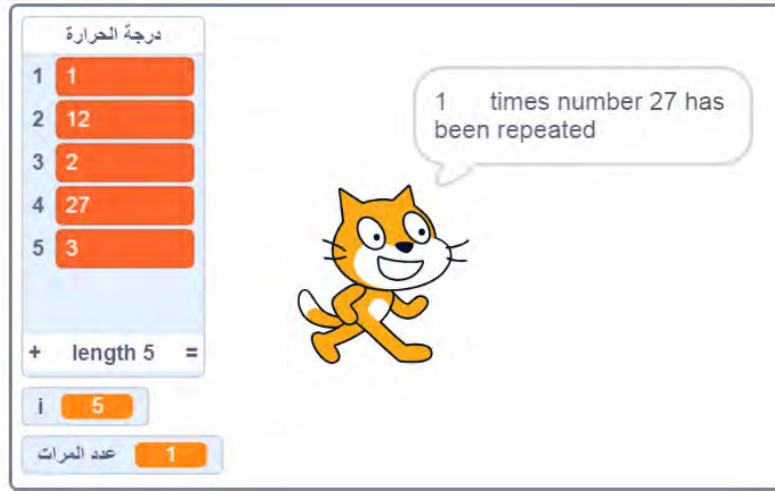 درجة الحرارة
1 1
2 12
3 2
4 27
5 3
+ length 5 =
i 5
عدد المرات 1
1 times number 27 has
been repeated